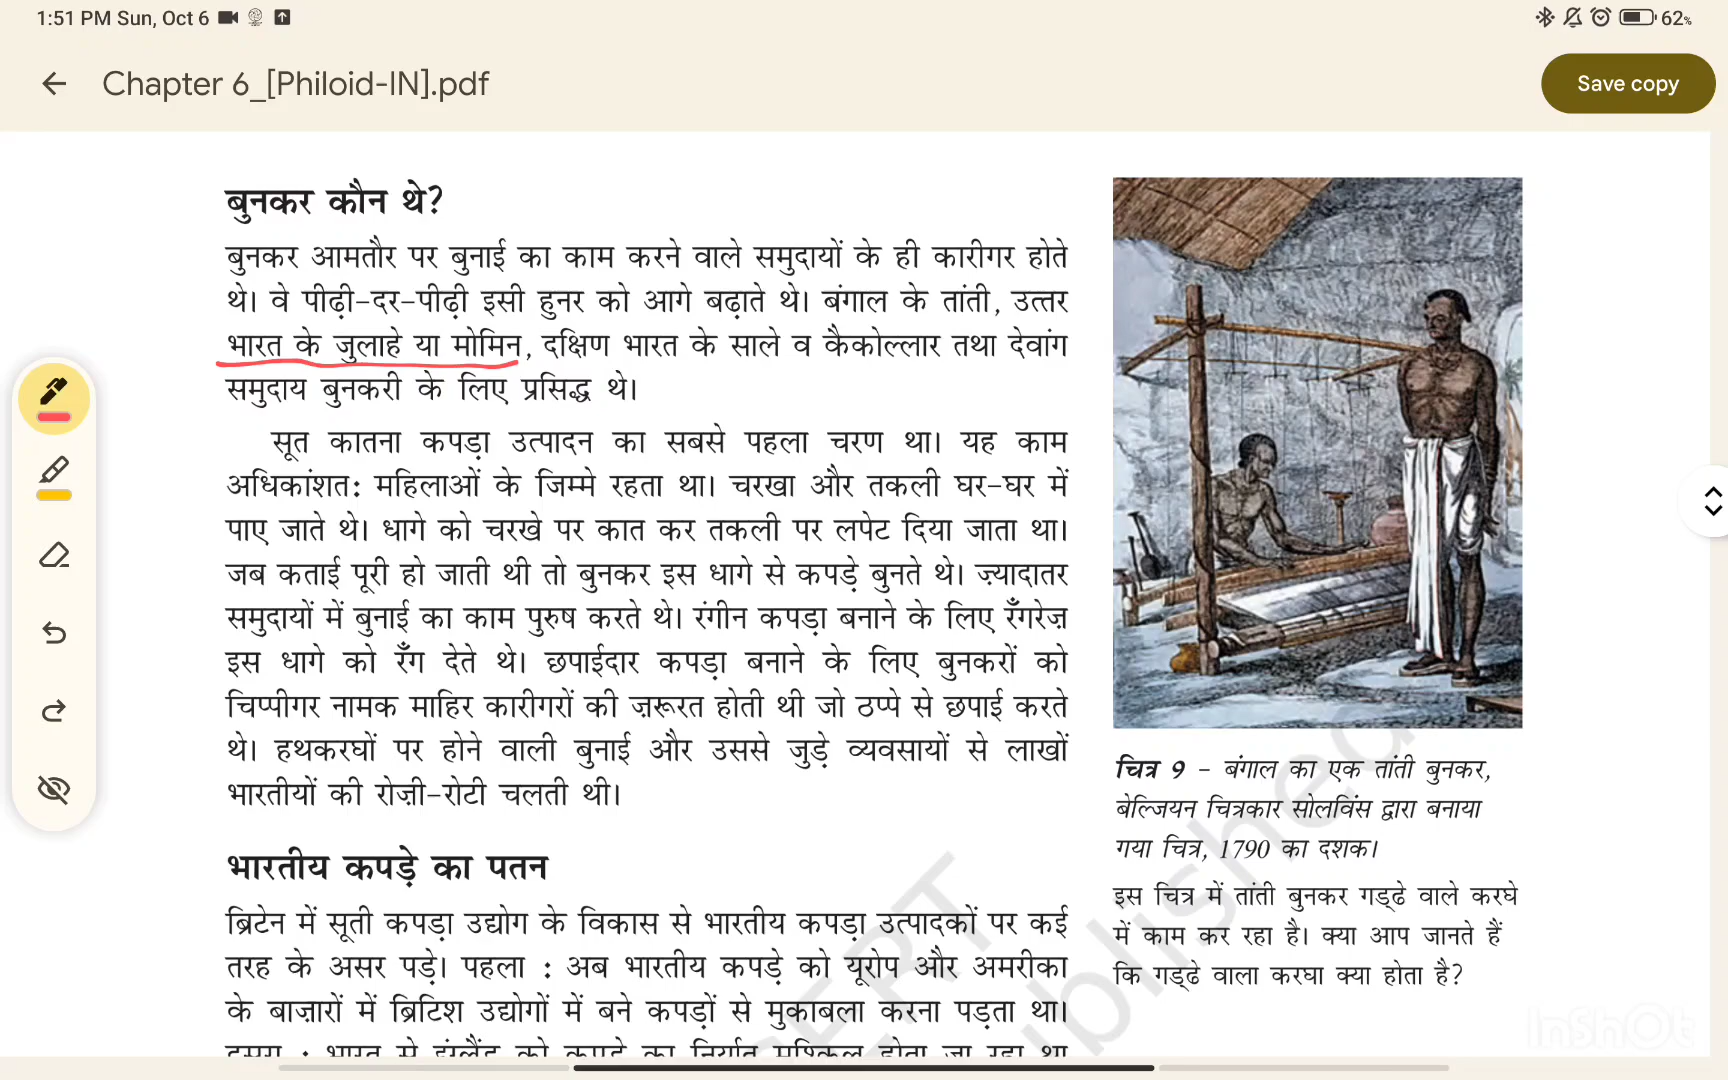 1:51 PM Sun, Oct 6
62%
Chapter 6_[Philoid-IN].pdf
Save copy
बुनकर कौन थे?
बुनकर आमतौर पर बुनाई का काम करने वाले समुदायों के ही कारीगर होते
थे। वे पीढ़ी-दर-पीढ़ी इसी हुनर को आगे बढ़ाते थे। बंगाल के तांती, उत्तर
भारत के जुलाहे या मोमिन, दक्षिण भारत के साले व कैकोल्लार तथा देवांग
समुदाय बुनकरी के लिए प्रसिद्ध थे।
सूत कातना कपड़ा उत्पादन का सबसे पहला चरण था। यह काम
अधिकांशत: महिलाओं के जिम्मे रहता था। चरखा और तकली घर-घर में
पाए जाते थे। धागे को चरखे पर कात कर तकली पर लपेट दिया जाता था।
जब कताई पूरी हो जाती थी तो बुनकर इस धागे से कपड़े बुनते थे। ज़्यादातर
समुदायों में बुनाई का काम पुरुष करते थे। रंगीन कपड़ा बनाने के लिए रँगरेज़
इस धागे को रँग देते थे। छपाईदार कपड़ा बनाने के लिए बुनकरों को
चिप्पीगर नामक माहिर कारीगरों की ज़रूरत होती थी जो ठप्पे से छपाई करते
थे। हथकरघों पर होने वाली बुनाई और उससे जुड़े व्यवसायों से लाखों
भारतीयों की रोज़ी-रोटी चलती थी।
भारतीय कपड़े का पतन
ब्रिटेन में सूती कपड़ा उद्योग के विकास से भारतीय कपड़ा उत्पादकों पर कई
तरह के असर पड़े। पहला : अब भारतीय कपड़े को यूरोप और अमरीका
के बाज़ारों में ब्रिटिश उद्योगों में बने कपड़ों से मुकाबला करना पड़ता था।
दूसरा : भारत से इंग्लैंड को कपड़े का निर्यात मुश्किल होता जा रहा था
चित्र 9 – बंगाल का एक तांती बुनकर,
बेल्जियन चित्रकार सोलविंस द्वारा बनाया
गया चित्र, 1790 का दशक।
इस चित्र में तांती बुनकर गड्ढे वाले करघे
में काम कर रहा है। क्या आप जानते हैं
कि गड्ढे वाला करघा क्या होता है?
InShOt